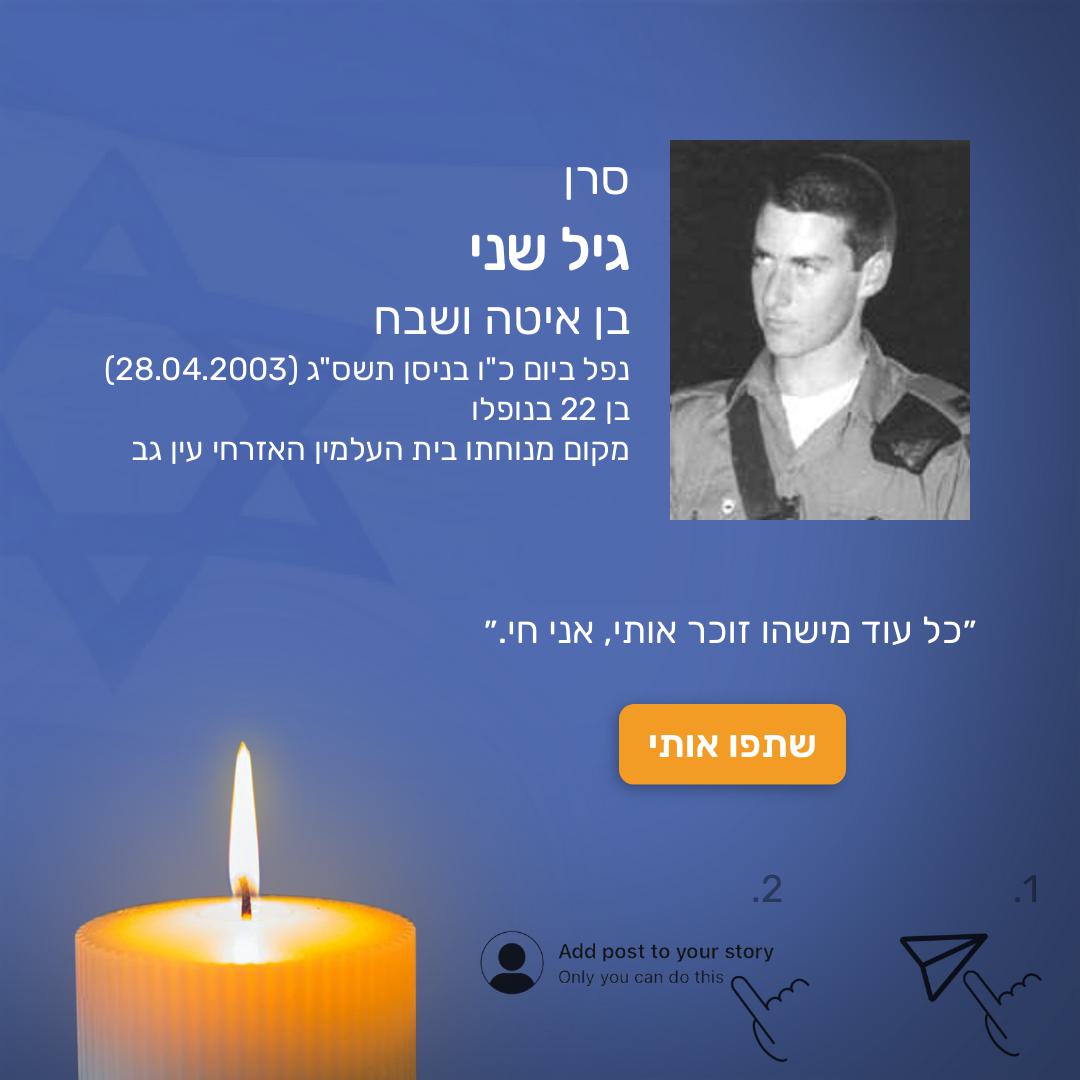 סרן
גיל שני
בן איטה ושבח
נפל ביום כ"ו בניסן תשס"ג (28.04.2003)
בן 22 בנופלו
מקום מנוחתו בית העלמין האזרחי עין גב
״כל עוד מישהו זוכר אותי, אני חי.״
שתפו אותי
1.
2.
Add post to your story
Only you can do this